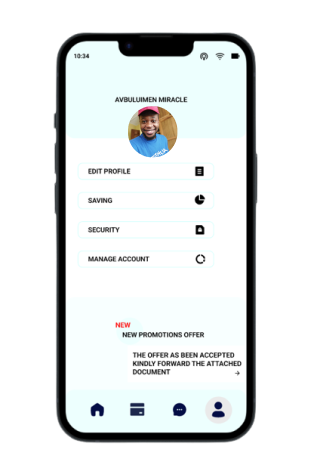 10:34
AVBULUIMEN MIRACLE
EDIT PROFILE
SAVING
SECURITY
MANAGE ACCOUNT
NEW
NEW PROMOTIONS OFFER
THE OFFER AS BEEN ACCEPTED
KINDLY FORWARD THE ATTACHED
DOCUMENT